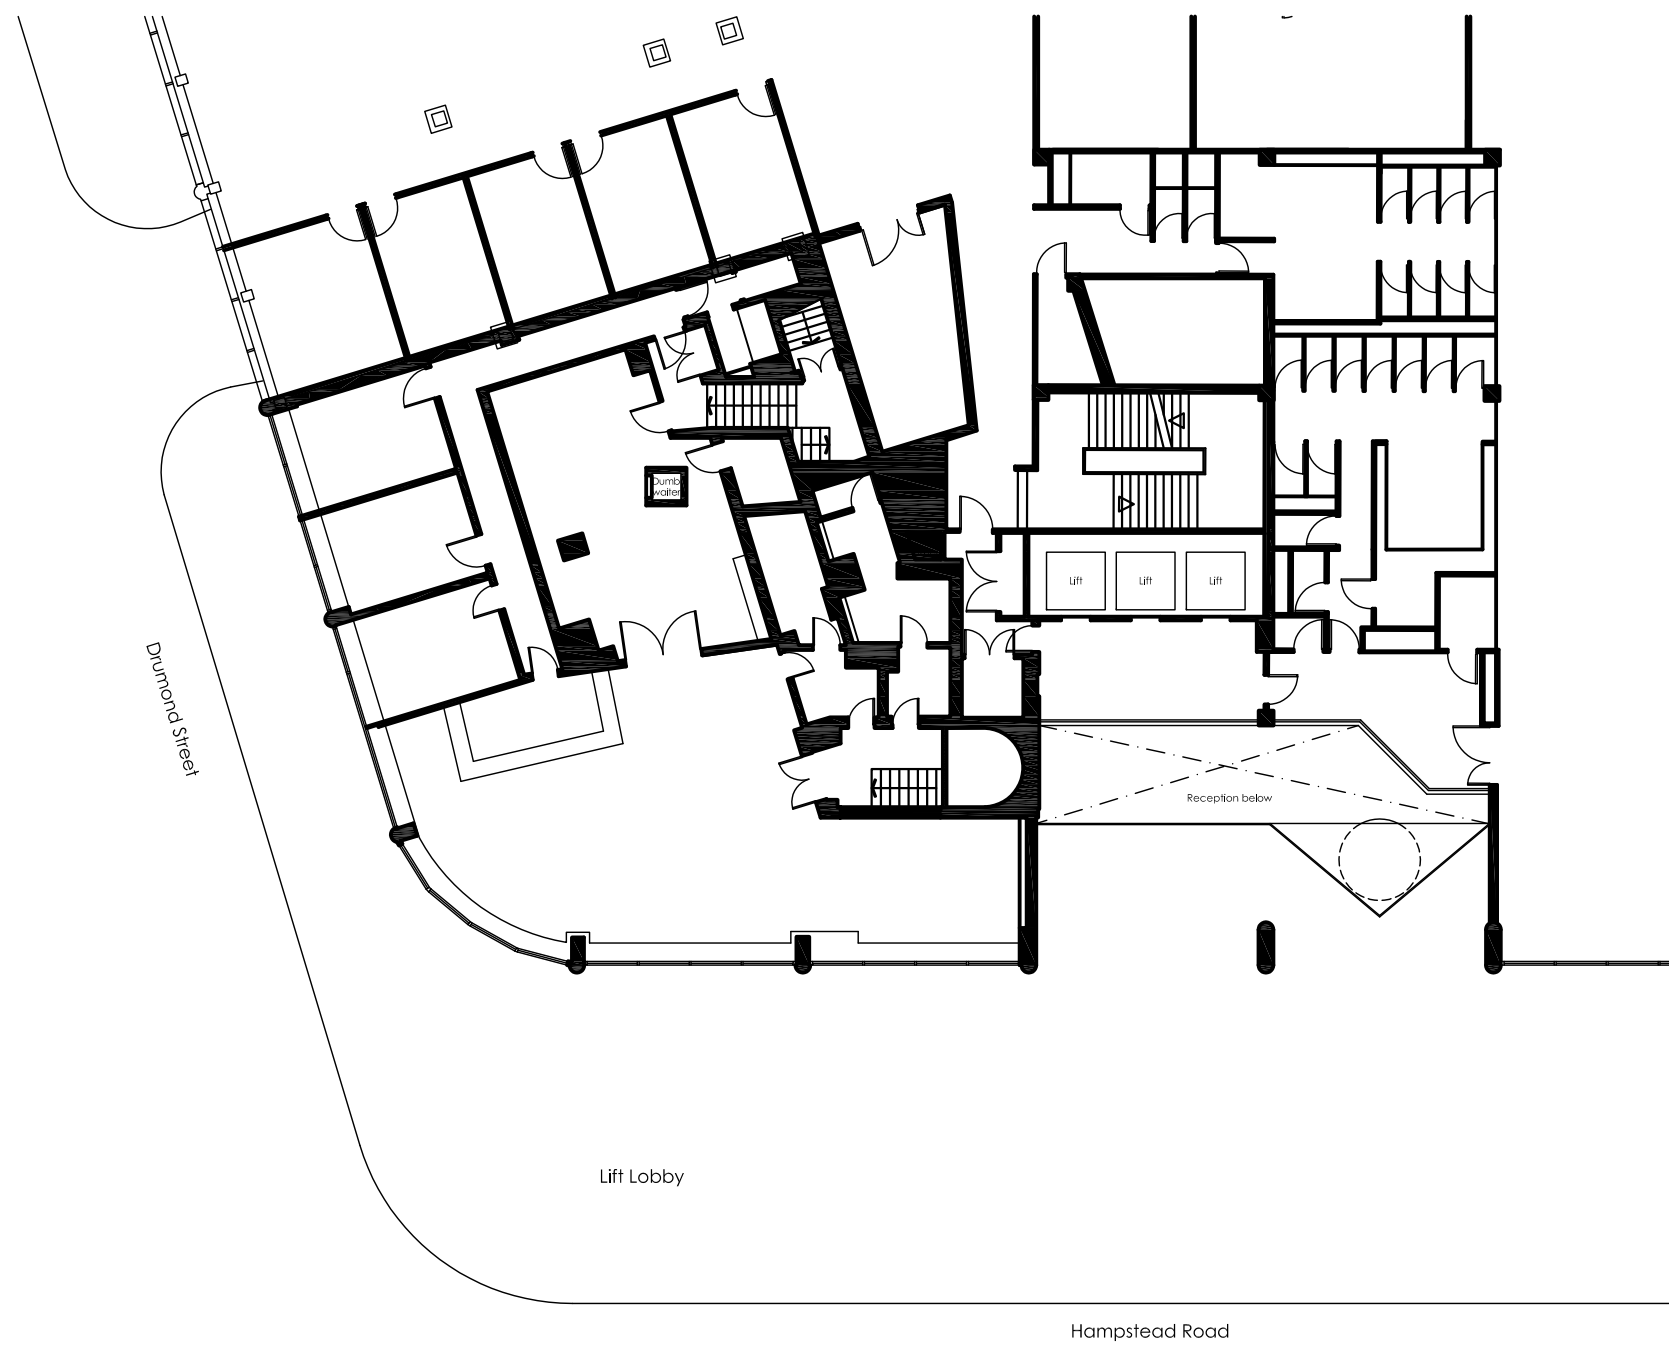 Dumb
waiter
Lift
Lift
Lift
Drumond Street
Reception below
Lift Lobby
Hampstead Road